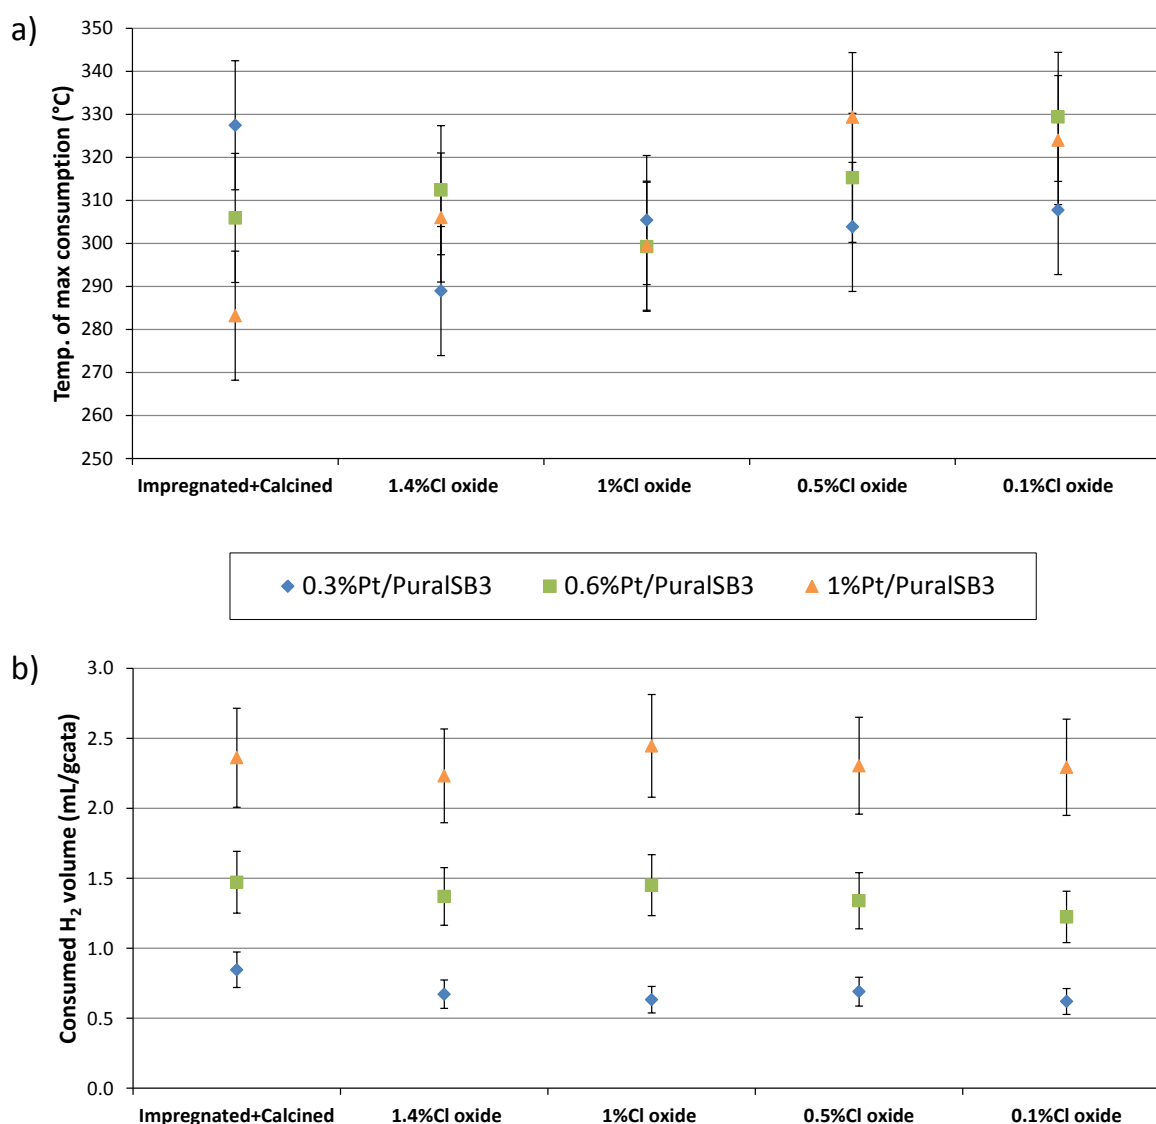 a)
Temp. of max consumption (°C)
350
340
330
320
310
300
290
280
270
260
250
Impregnated+Calcined 1.4%Cl oxide 1%Cl oxide 0.5%Cl oxide 0.1%Cl oxide
0.3%Pt/PuralSB3 0.6%Pt/PuralSB3 1%Pt/PuralSB3
b)
Consumed H₂ volume (mL/gcata)
3.0
2.5
2.0
1.5
1.0
0.5
0.0
Impregnated+Calcined 1.4%Cl oxide 1%Cl oxide 0.5%Cl oxide 0.1%Cl oxide